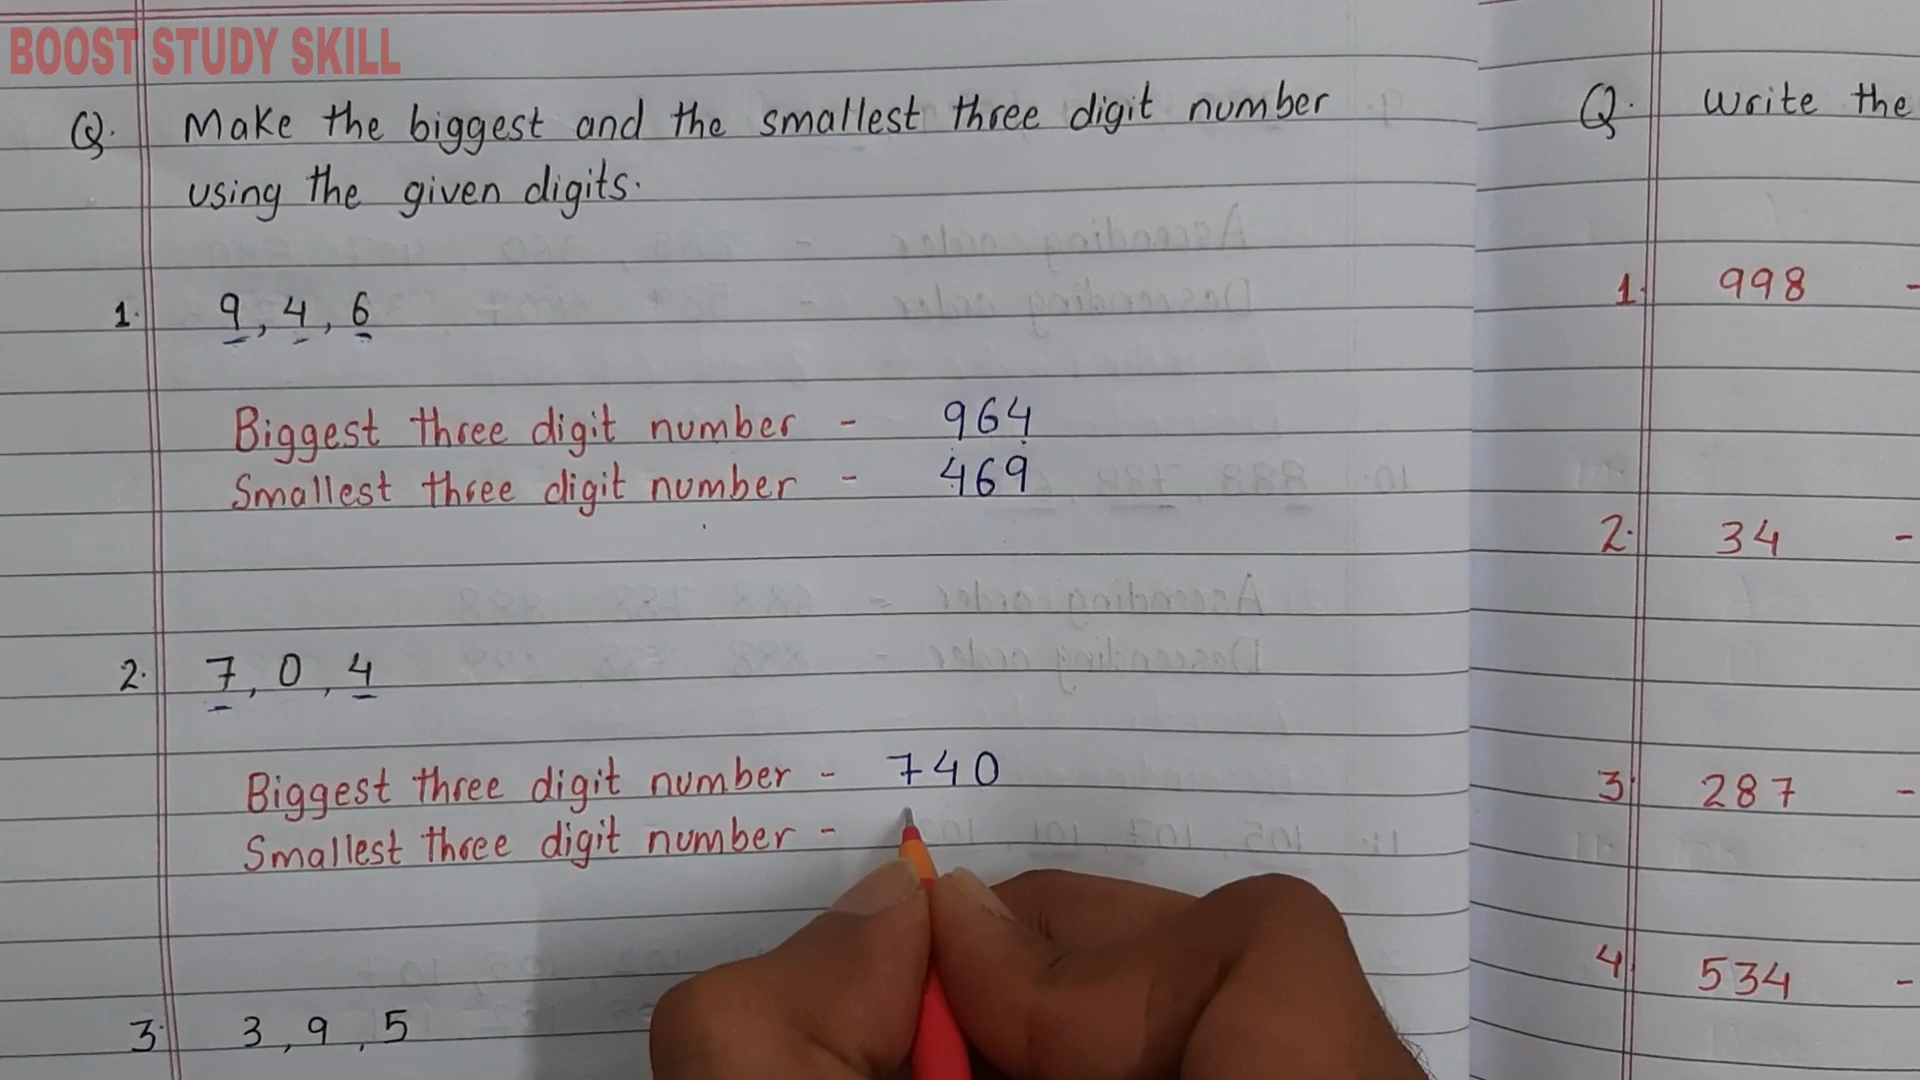 BOOST STUDY SKILL
Q. Make the biggest and the smallest three digit number
using the given digits.
1. 9, 4, 6
Biggest three digit number - 964
Smallest three digit number - 469
2. 7, 0, 4
Biggest three digit number - 740
Smallest three digit number -
3. 3, 9, 5
Q. Write the
1. 998 -
2. 34 -
3. 287 -
4. 534 -